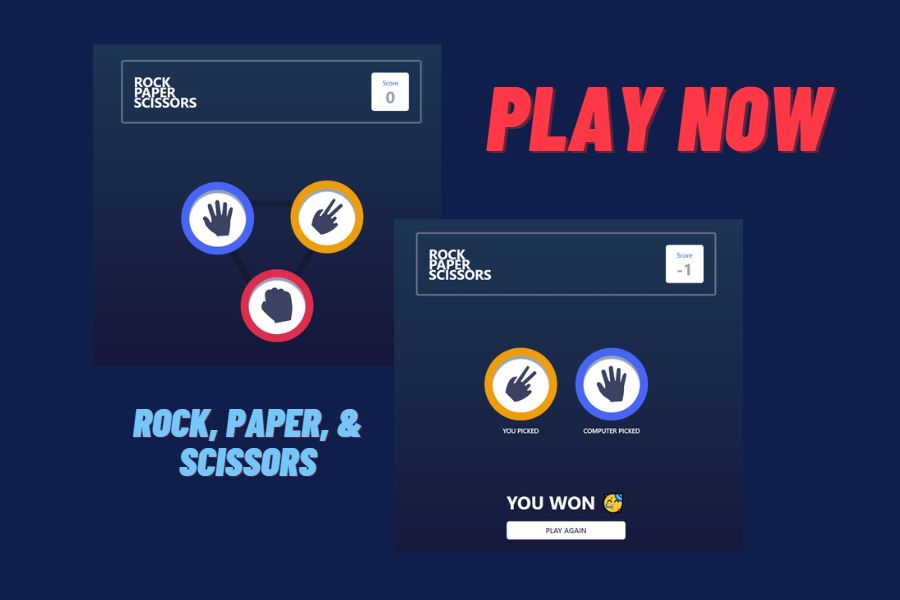 ROCK
PAPER
SCISSORS
Score
0
PLAY NOW
ROCK
PAPER
SCISSORS
Score
-1
YOU PICKED
COMPUTER PICKED
YOU WON
PLAY AGAIN
ROCK, PAPER, &
SCISSORS